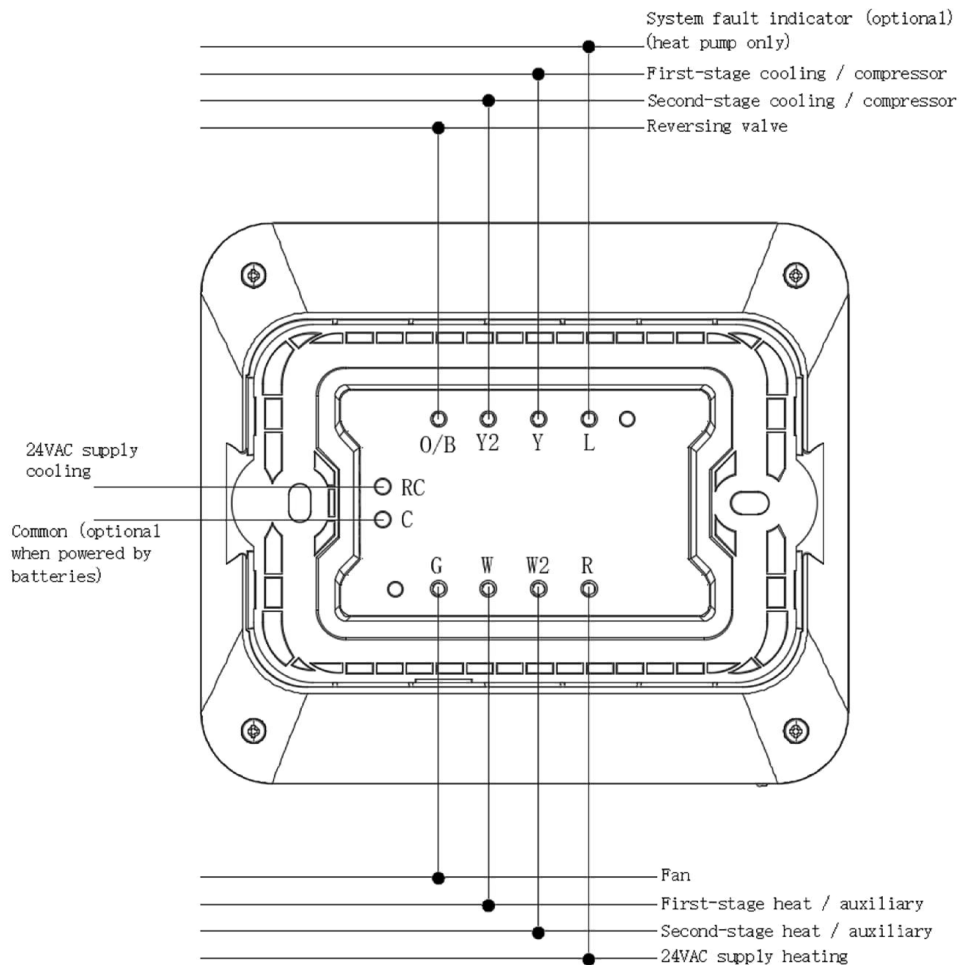 System fault indicator (optional)
(heat pump only)
First-stage cooling / compressor
Second-stage cooling / compressor
Reversing valve
O/B Y2 Y L
24VAC supply
cooling
RC
Common (optional
when powered by
batteries)
C
G W W2 R
Fan
First-stage heat / auxiliary
Second-stage heat / auxiliary
24VAC supply heating